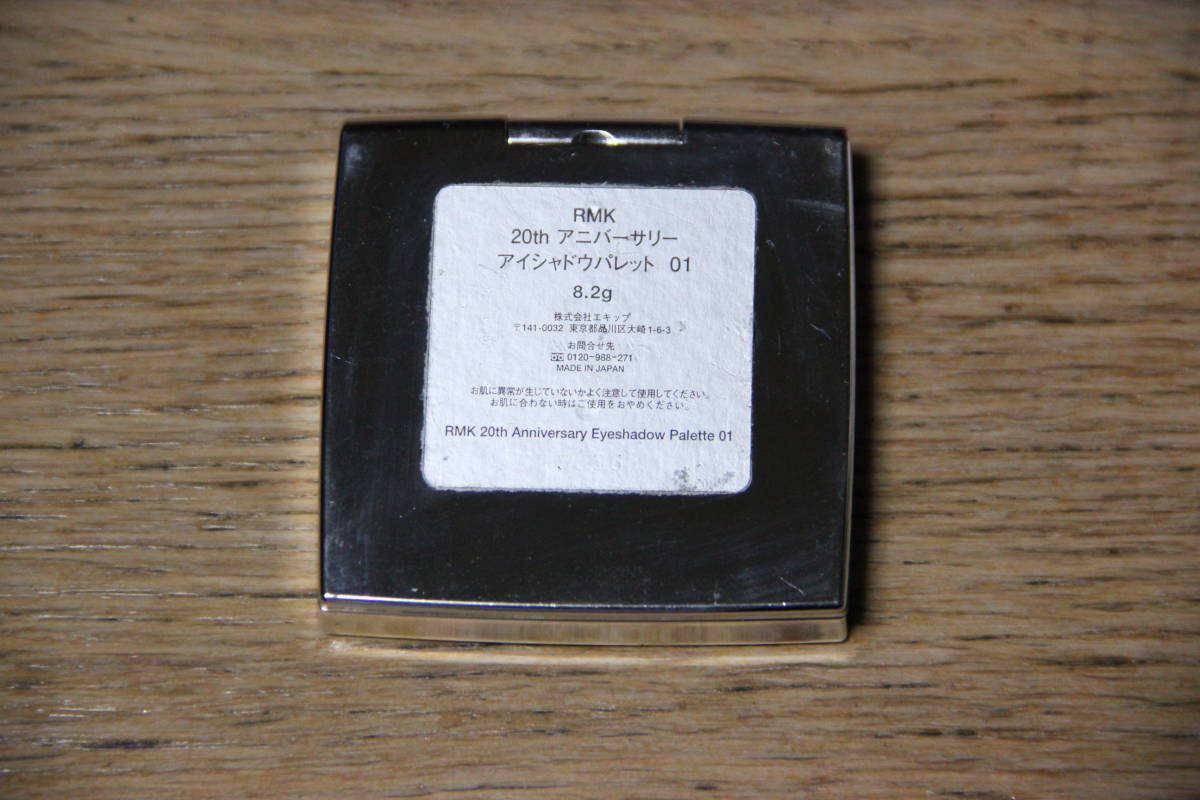 RMK
20th アニバーサリー
アイシャドウパレット 01
8.2g
株式会社エキップ
〒141-0032 東京都品川区大崎1-6-3
お問合せ先
0120-988-271
MADE IN JAPAN
お肌に異常が生じていないかよく注意して使用してください。
お肌に合わない時はご使用をおやめください。
RMK 20th Anniversary Eyeshadow Palette 01